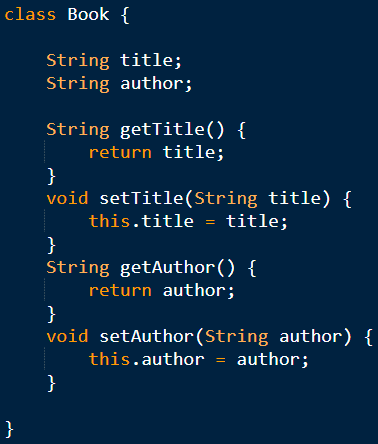 class Book {
String title;
String author;
String getTitle() {
return title;
}
void setTitle(String title) {
this.title = title;
}
String getAuthor() {
return author;
}
void setAuthor(String author) {
this.author = author;
}
}